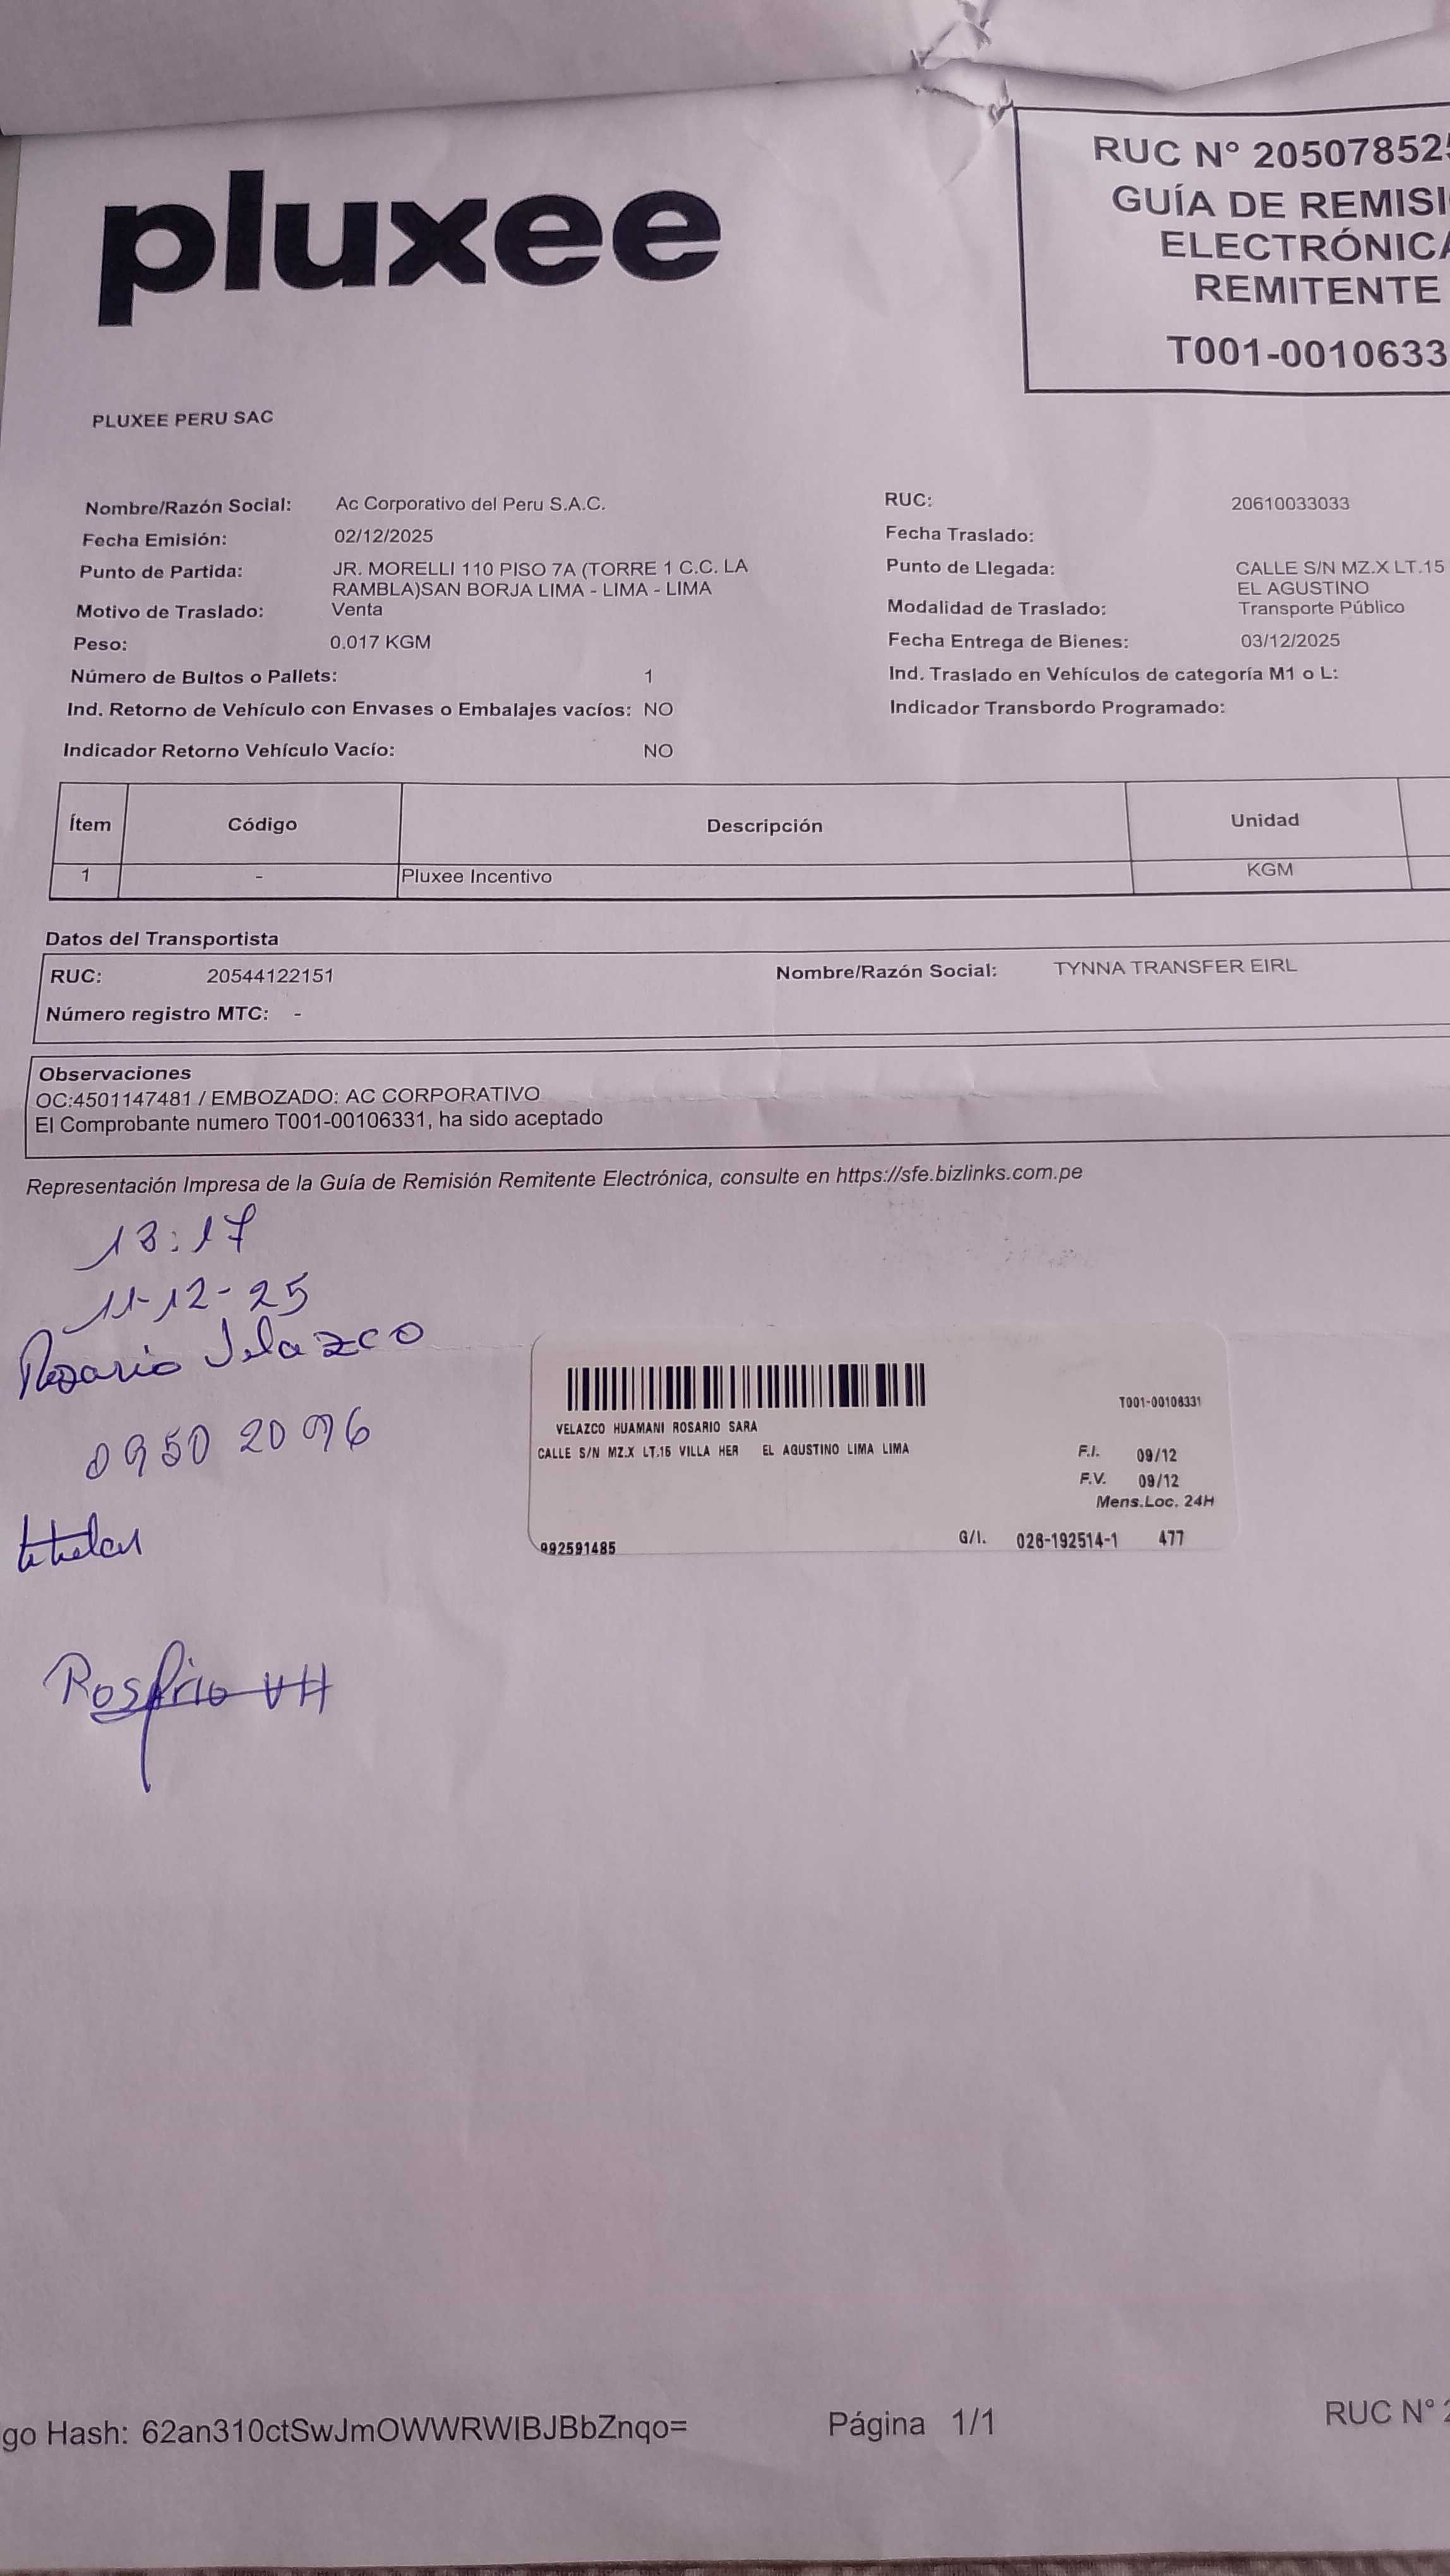 pluxee
RUC N° 205078525
GUÍA DE REMISI
ELECTRÓNICA
REMITENTE
T001-0010633
PLUXEE PERU SAC
Nombre/Razón Social: Ac Corporativo del Peru S.A.C. RUC: 20610033033
Fecha Emisión: 02/12/2025 Fecha Traslado:
Punto de Partida: JR. MORELLI 110 PISO 7A (TORRE 1 C.C. LA Punto de Llegada: CALLE S/N MZ.X LT.15
RAMBLA)SAN BORJA LIMA - LIMA - LIMA EL AGUSTINO
Motivo de Traslado: Venta Modalidad de Traslado: Transporte Público
Peso: 0.017 KGM Fecha Entrega de Bienes: 03/12/2025
Número de Bultos o Pallets: 1 Ind. Traslado en Vehículos de categoría M1 o L:
Ind. Retorno de Vehículo con Envases o Embalajes vacíos: NO Indicador Transbordo Programado:
Indicador Retorno Vehículo Vacío: NO
Ítem Código Descripción Unidad
1 - Pluxee Incentivo KGM
Datos del Transportista
RUC: 20544122151 Nombre/Razón Social: TYNNA TRANSFER EIRL
Número registro MTC: -
Observaciones
OC:4501147481 / EMBOZADO: AC CORPORATIVO
El Comprobante numero T001-00106331, ha sido aceptado
Representación Impresa de la Guía de Remisión Remitente Electrónica, consulte en https://sfe.bizlinks.com.pe
13:17
11-12-25
Rosario Velazco
titular
Rosario VH
T001-00106331
VELAZCO HUAMANI ROSARIO SARA
CALLE S/N MZ.X LT.15 VILLA HER EL AGUSTINO LIMA LIMA
F.I. 09/12
F.V. 09/12
Mens.Loc. 24H
992591485 G/I. 026-192514-1 477
go Hash: 62an310ctSwJmOWWRWIBJBbZnqo= Página 1/1 RUC N° 2